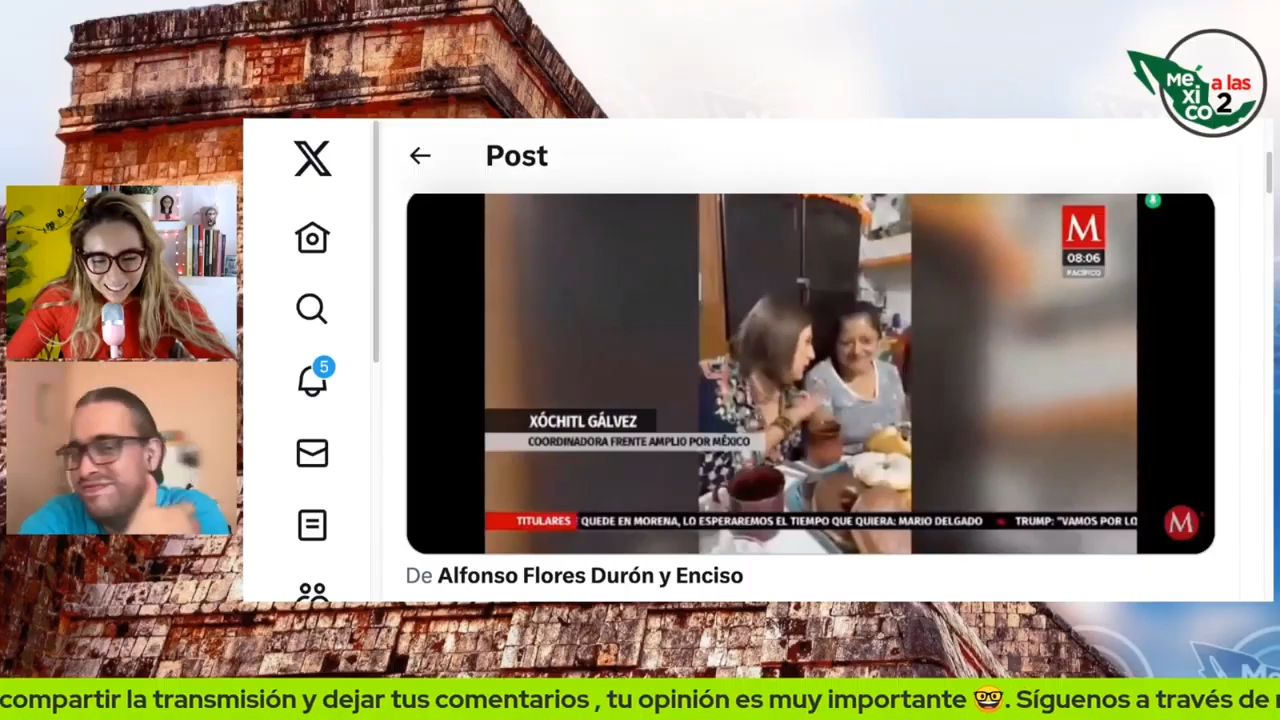 Mé
xi
co
a las
2
X
Post
5
M
08:06
PACÍFICO
XÓCHITL GÁLVEZ
COORDINADORA FRENTE AMPLIO POR MÉXICO
TITULARES QUEDE EN MORENA, LO ESPERAREMOS EL TIEMPO QUE QUIERA: MARIO DELGADO TRUMP: "VAMOS POR LO
M
De Alfonso Flores Durón y Enciso
compartir la transmisión y dejar tus comentarios , tu opinión es muy importante 🤓. Síguenos a través de